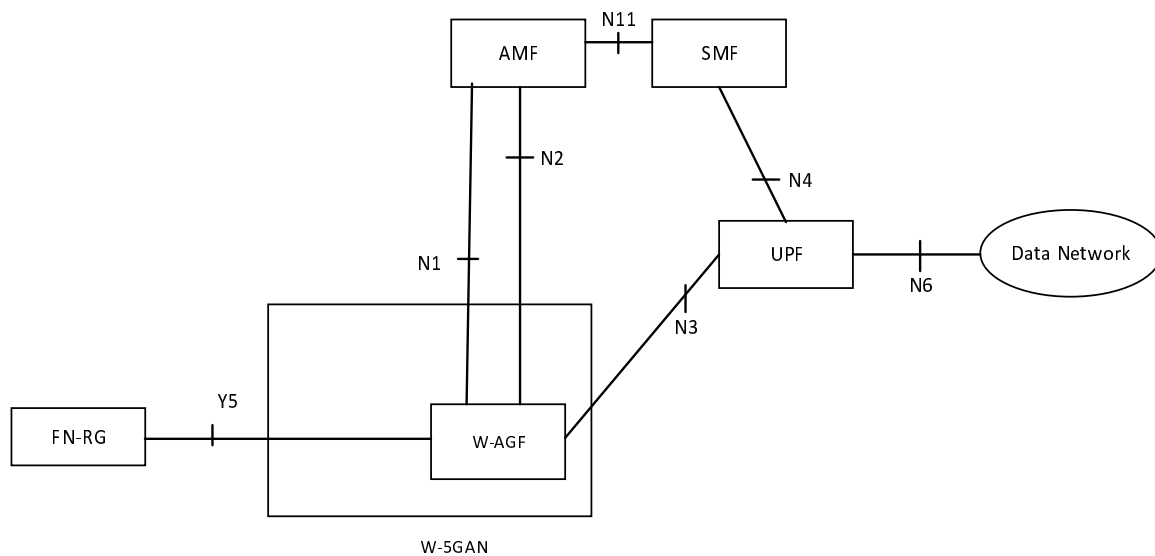 N11
AMF
SMF
N2
N4
N1
UPF
Data Network
N6
N3
Y5
FN-RG
W-AGF
W-5GAN